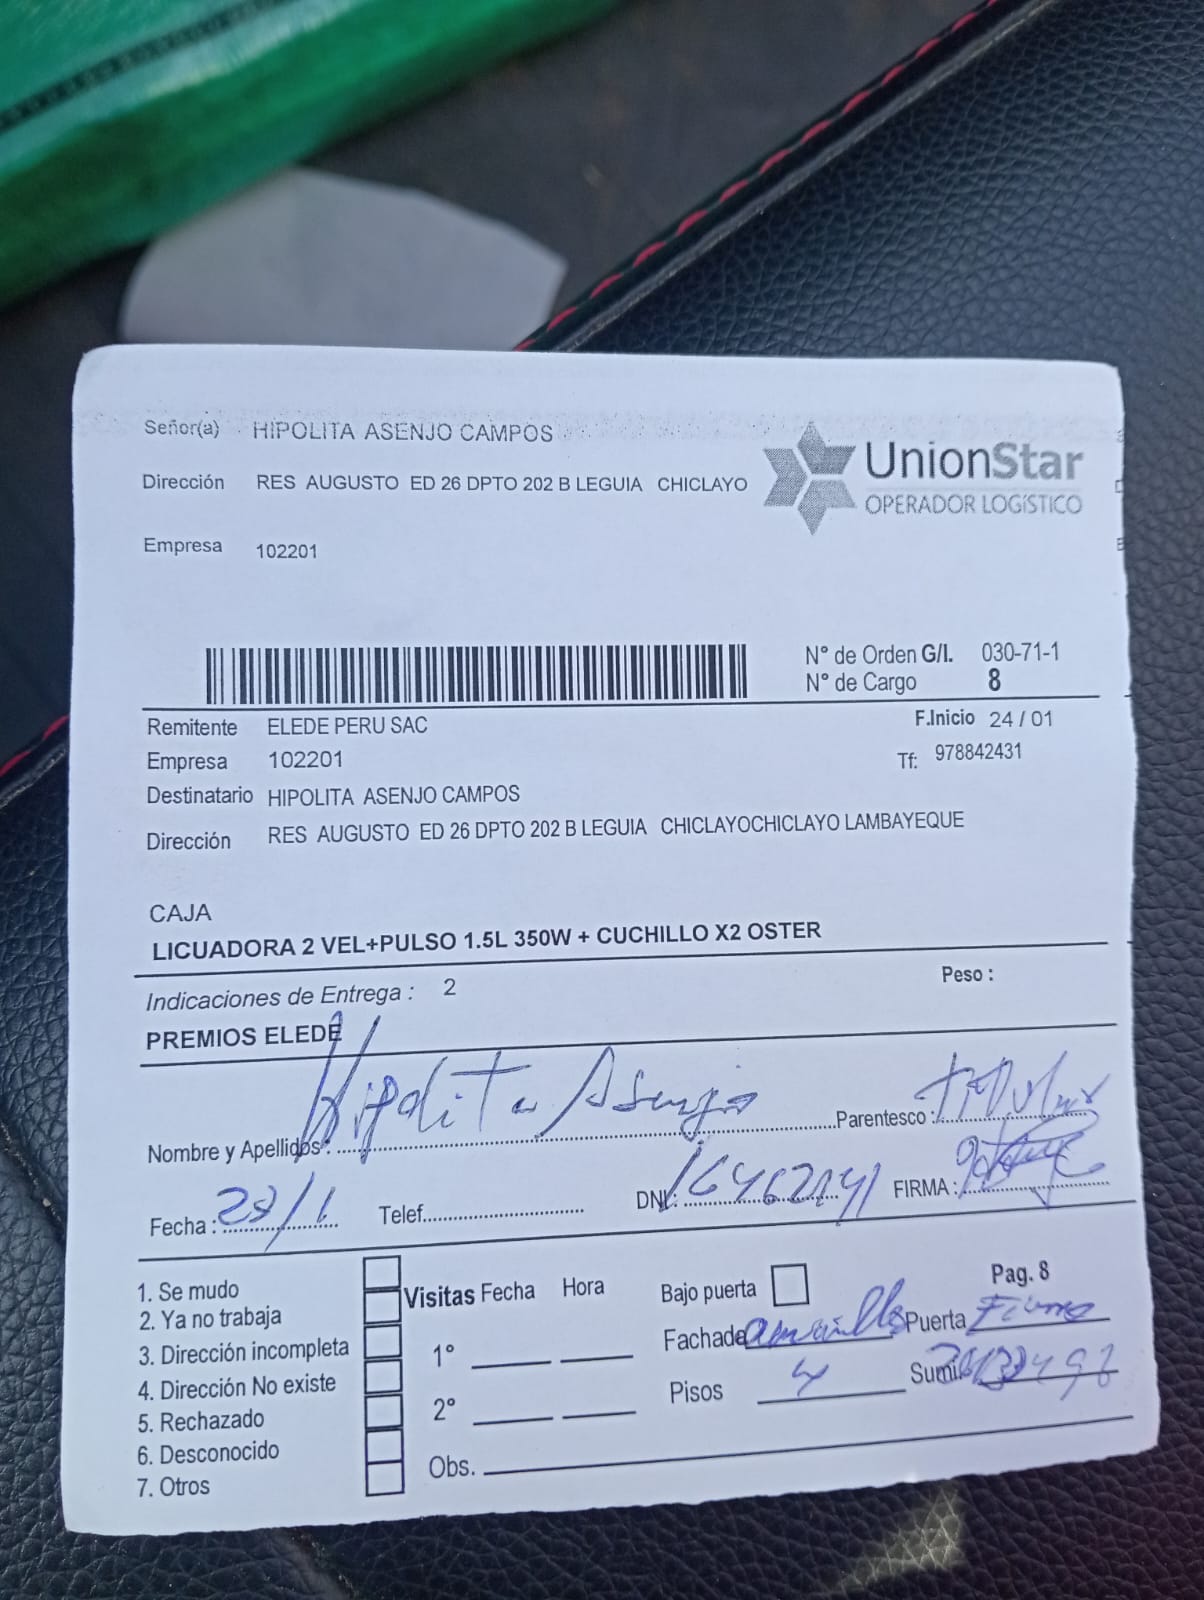 Señor(a) HIPOLITA ASENJO CAMPOS
UnionStar
OPERADOR LOGÍSTICO
Dirección RES AUGUSTO ED 26 DPTO 202 B LEGUIA CHICLAYO
Empresa 102201
N° de Orden G/I. 030-71-1
N° de Cargo 8
Remitente ELEDE PERU SAC
F.Inicio 24 / 01
Empresa 102201
Tf: 978842431
Destinatario HIPOLITA ASENJO CAMPOS
Dirección RES AUGUSTO ED 26 DPTO 202 B LEGUIA CHICLAYOCHICLAYO LAMBAYEQUE
CAJA
LICUADORA 2 VEL+PULSO 1.5L 350W + CUCHILLO X2 OSTER
Indicaciones de Entrega : 2 Peso :
PREMIOS ELEDE
Nombre y Apellidos: Hipolita Asenjo Parentesco : Titular
Fecha : 28/1 Telef. DNI: FIRMA :
1. Se mudo
2. Ya no trabaja
3. Dirección incompleta
4. Dirección No existe
5. Rechazado
6. Desconocido
7. Otros
Visitas Fecha Hora
1°
2°
Obs.
Bajo puerta Pag. 8
Fachada amarillo Puerta Fierro
Pisos 4 Sumi.